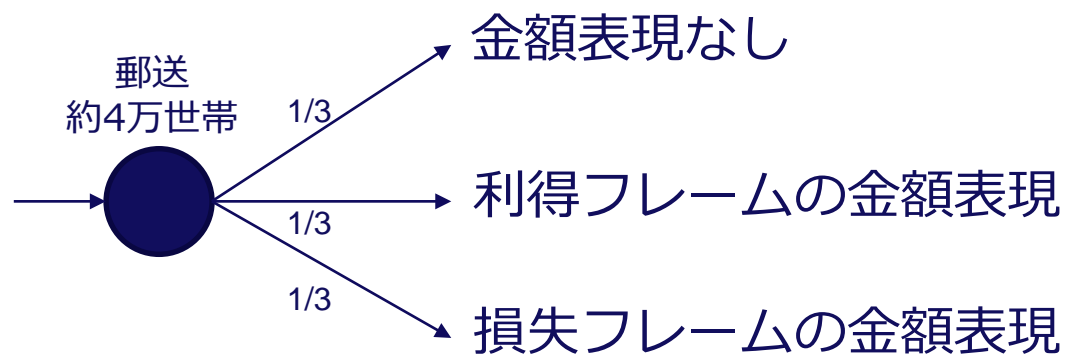 金額表現なし
郵送
約4万世帯
1/3
利得フレームの金額表現
1/3
1/3
損失フレームの金額表現